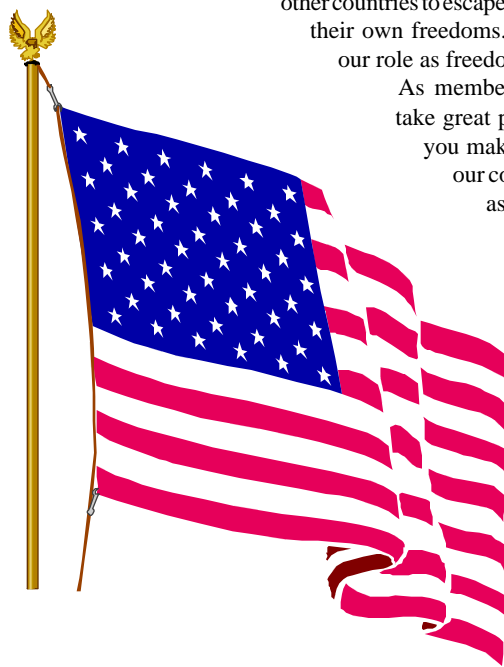 other countries to escape
their own freedoms.
our role as freedo
As membe
take great p
you mak
our co
as